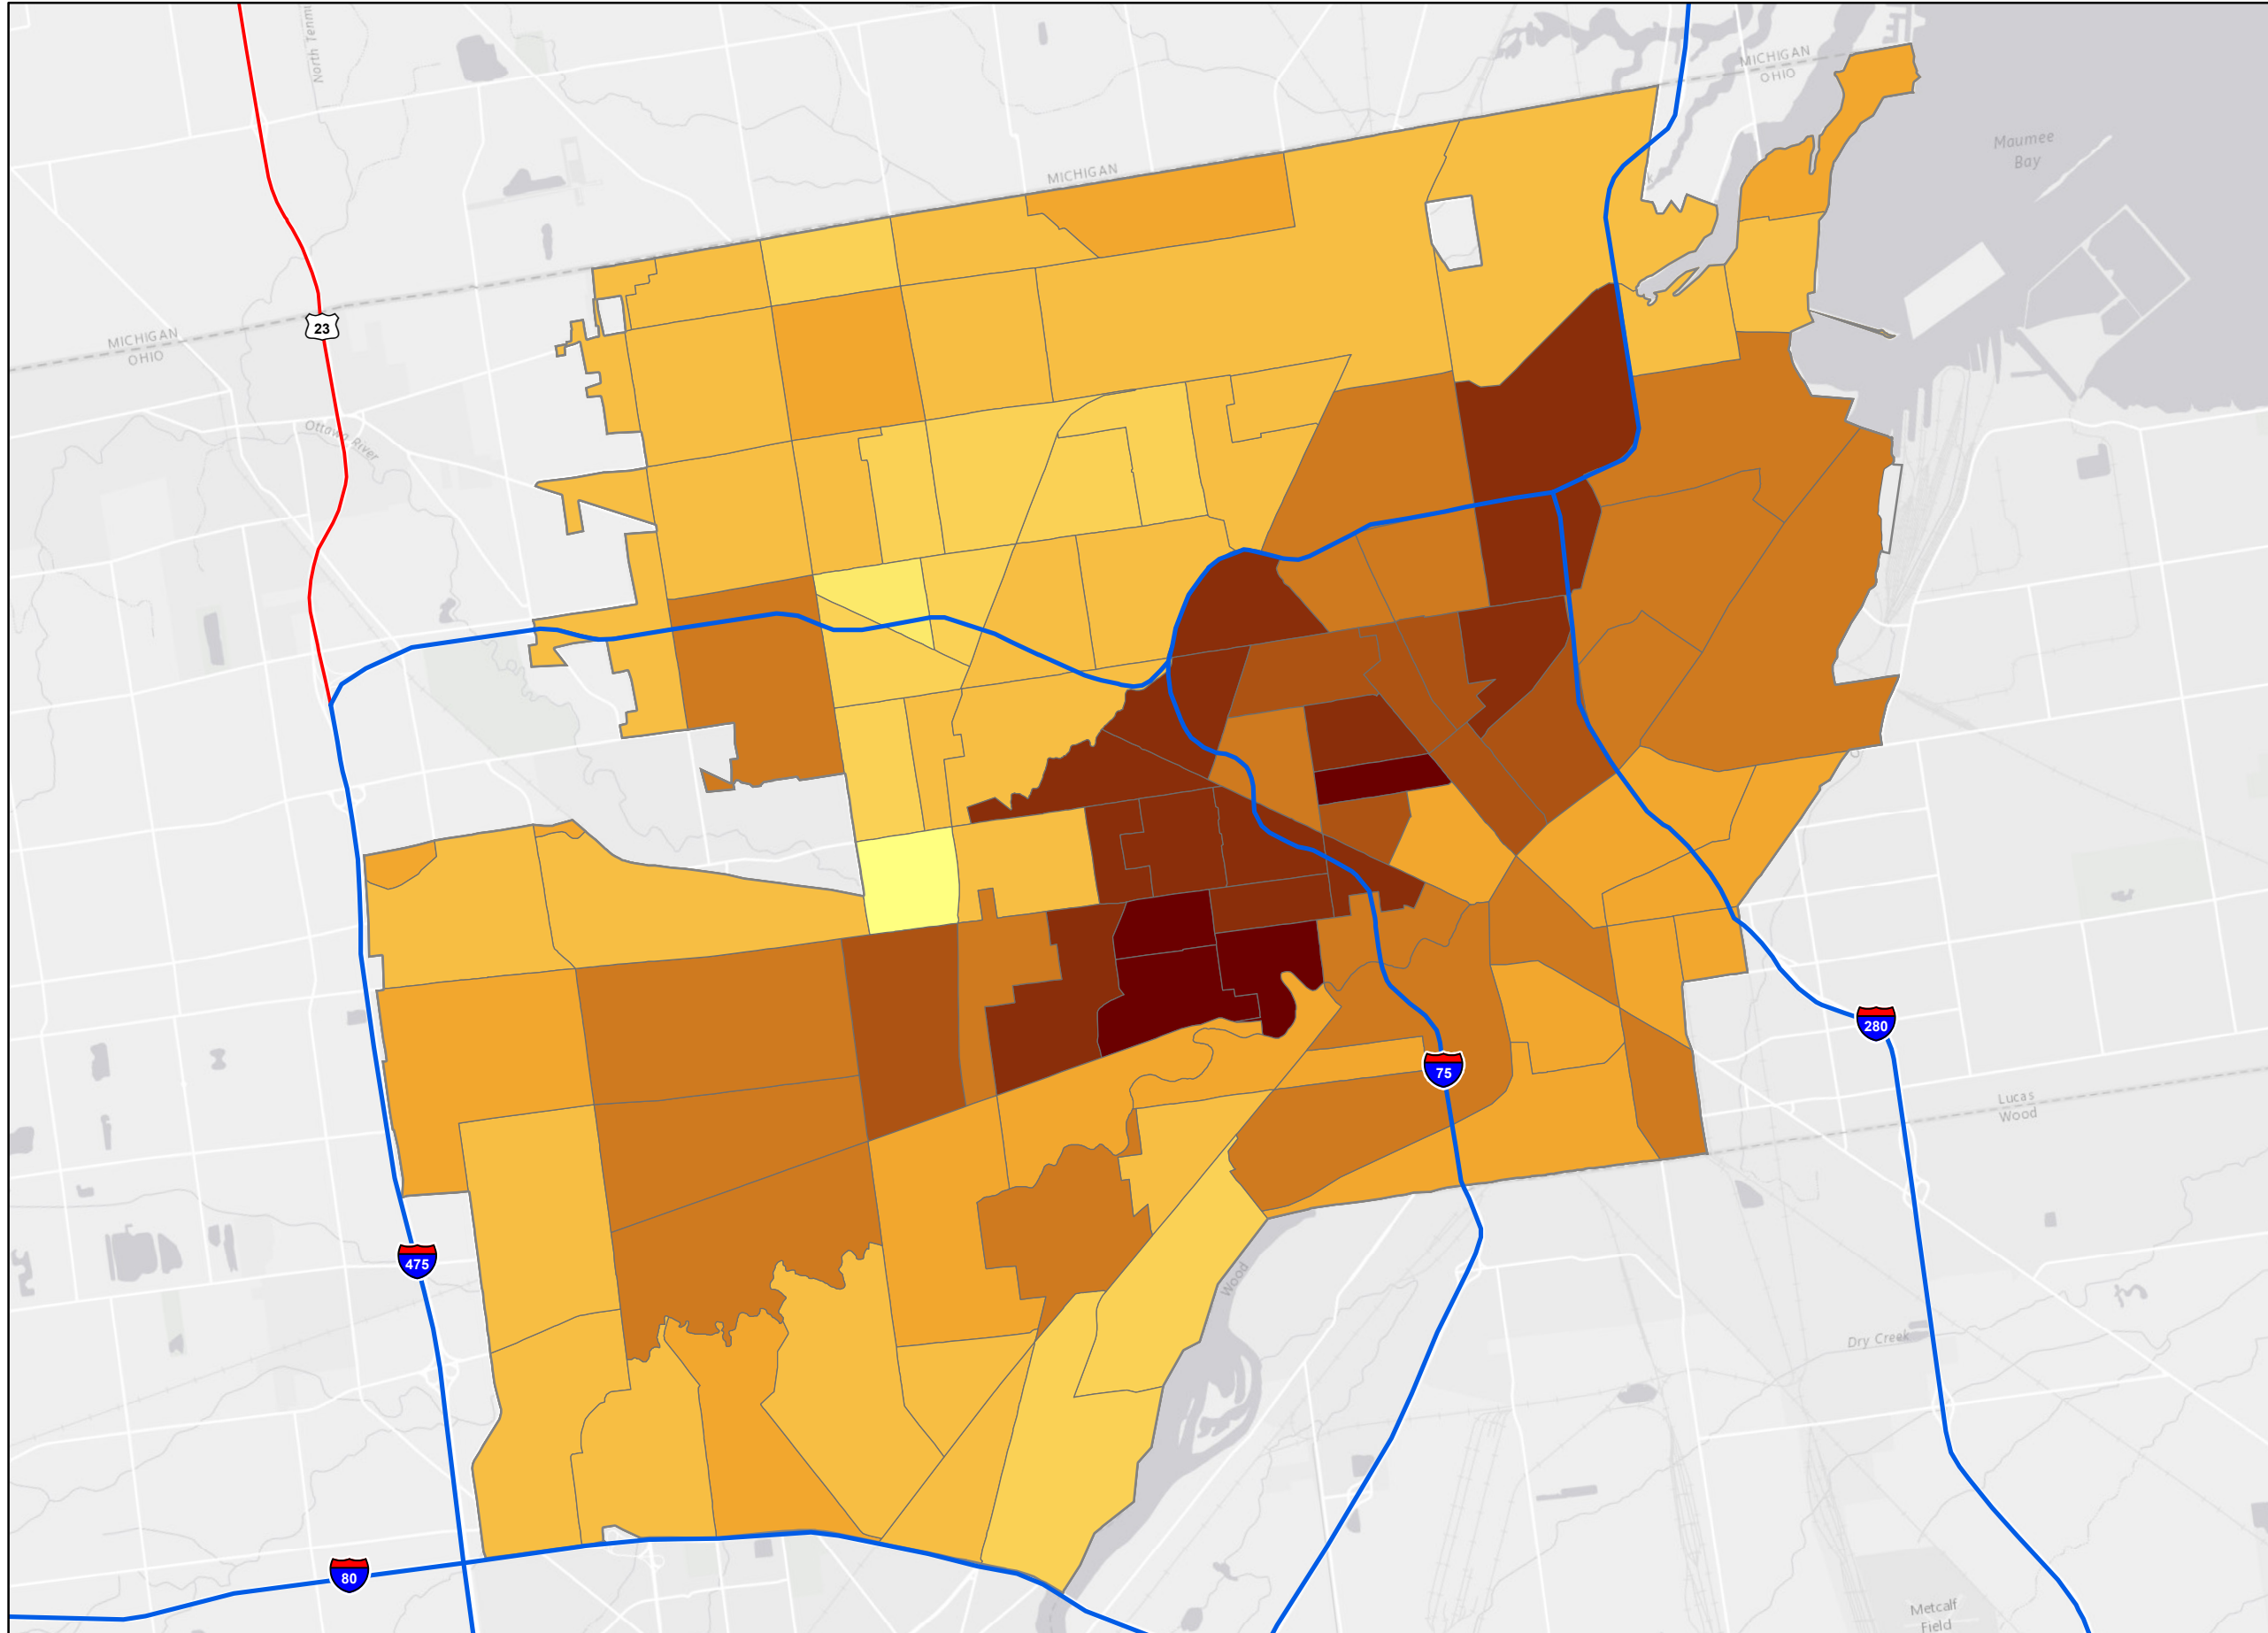 North Tenm
MICHIGAN
OHIO
Maumee
Bay
MICHIGAN
23
MICHIGAN
OHIO
Ottawa River
280
75
Lucas
Wood
475
Wood
Dry Creek
80
Metcalf
Field